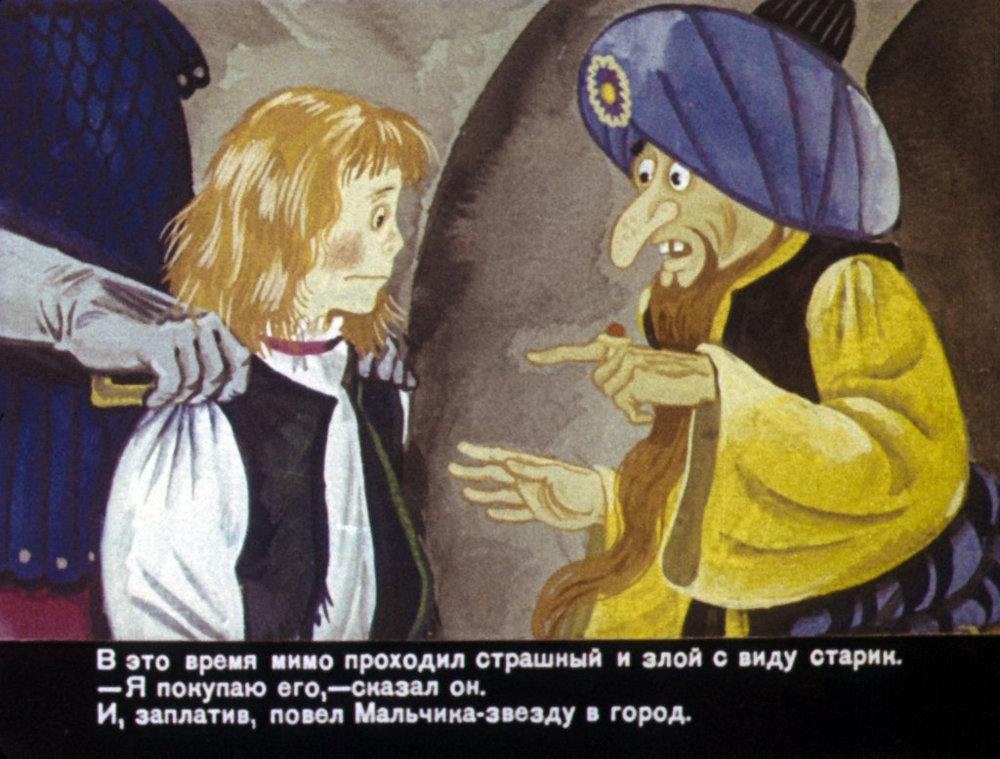 В это время мимо проходил страшный и злой с виду старик.
—Я покупаю его,—сказал он.
И, заплатив, повел Мальчика-звезду в город.